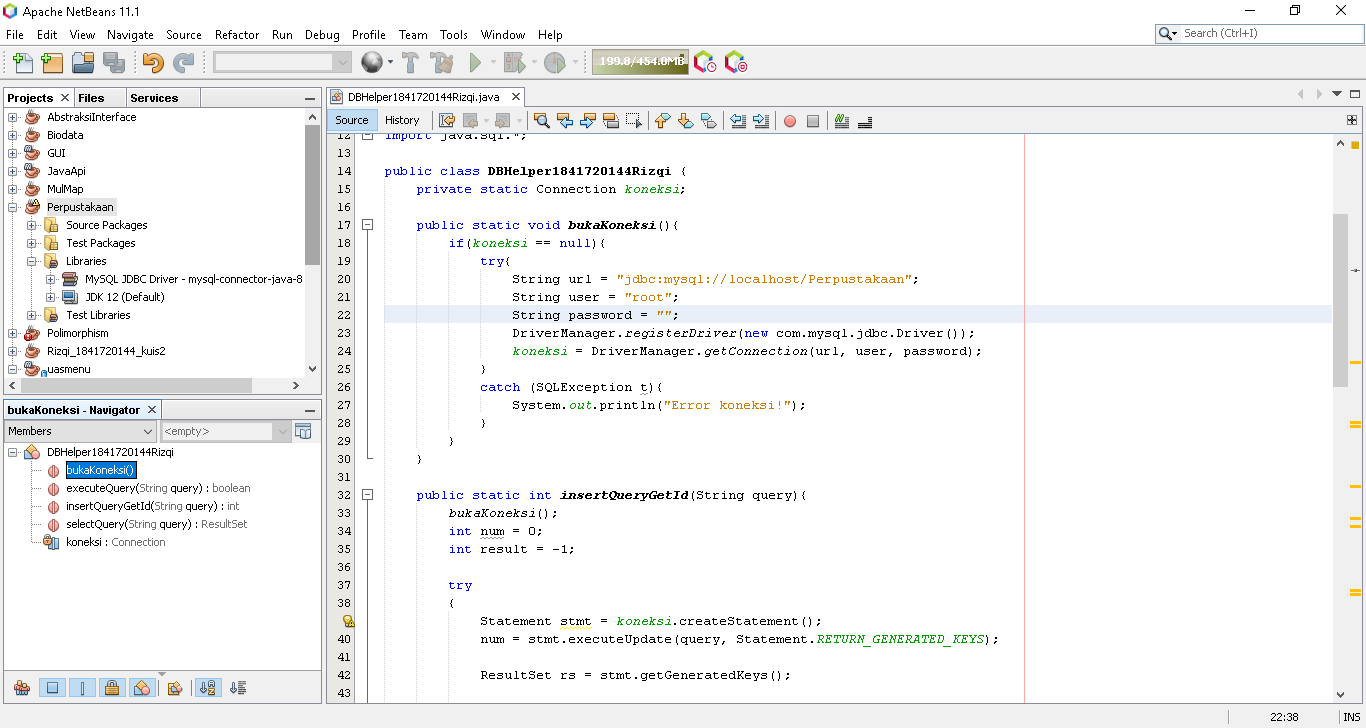 Apache NetBeans 11.1
File Edit View Navigate Source Refactor Run Debug Profile Team Tools Window Help
Search (Ctrl+I)
199.8/454.0MB
Projects Files Services
AbstraksiInterface
Biodata
GUI
JavaApi
MulMap
Perpustakaan
Source Packages
Test Packages
Libraries
MySQL JDBC Driver - mysql-connector-java-8
JDK 12 (Default)
Test Libraries
Polimorphism
Rizqi_1841720144_kuis2
uasmenu
bukaKoneksi - Navigator
Members <empty>
DBHelper1841720144Rizqi
bukaKoneksi()
executeQuery(String query) : boolean
insertQueryGetId(String query) : int
selectQuery(String query) : ResultSet
koneksi : Connection
DBHelper1841720144Rizqi.java
Source History
12 import java.sql.*;
13
14 public class DBHelper1841720144Rizqi {
15 private static Connection koneksi;
16
17 public static void bukaKoneksi(){
18 if(koneksi == null){
19 try{
20 String url = "jdbc:mysql://localhost/Perpustakaan";
21 String user = "root";
22 String password = "";
23 DriverManager.registerDriver(new com.mysql.jdbc.Driver());
24 koneksi = DriverManager.getConnection(url, user, password);
25 }
26 catch (SQLException t){
27 System.out.println("Error koneksi!");
28 }
29 }
30 }
31
32 public static int insertQueryGetId(String query){
33 bukaKoneksi();
34 int num = 0;
35 int result = -1;
36
37 try
38 {
Statement stmt = koneksi.createStatement();
40 num = stmt.executeUpdate(query, Statement.RETURN_GENERATED_KEYS);
41
42 ResultSet rs = stmt.getGeneratedKeys();
43
22:38 INS